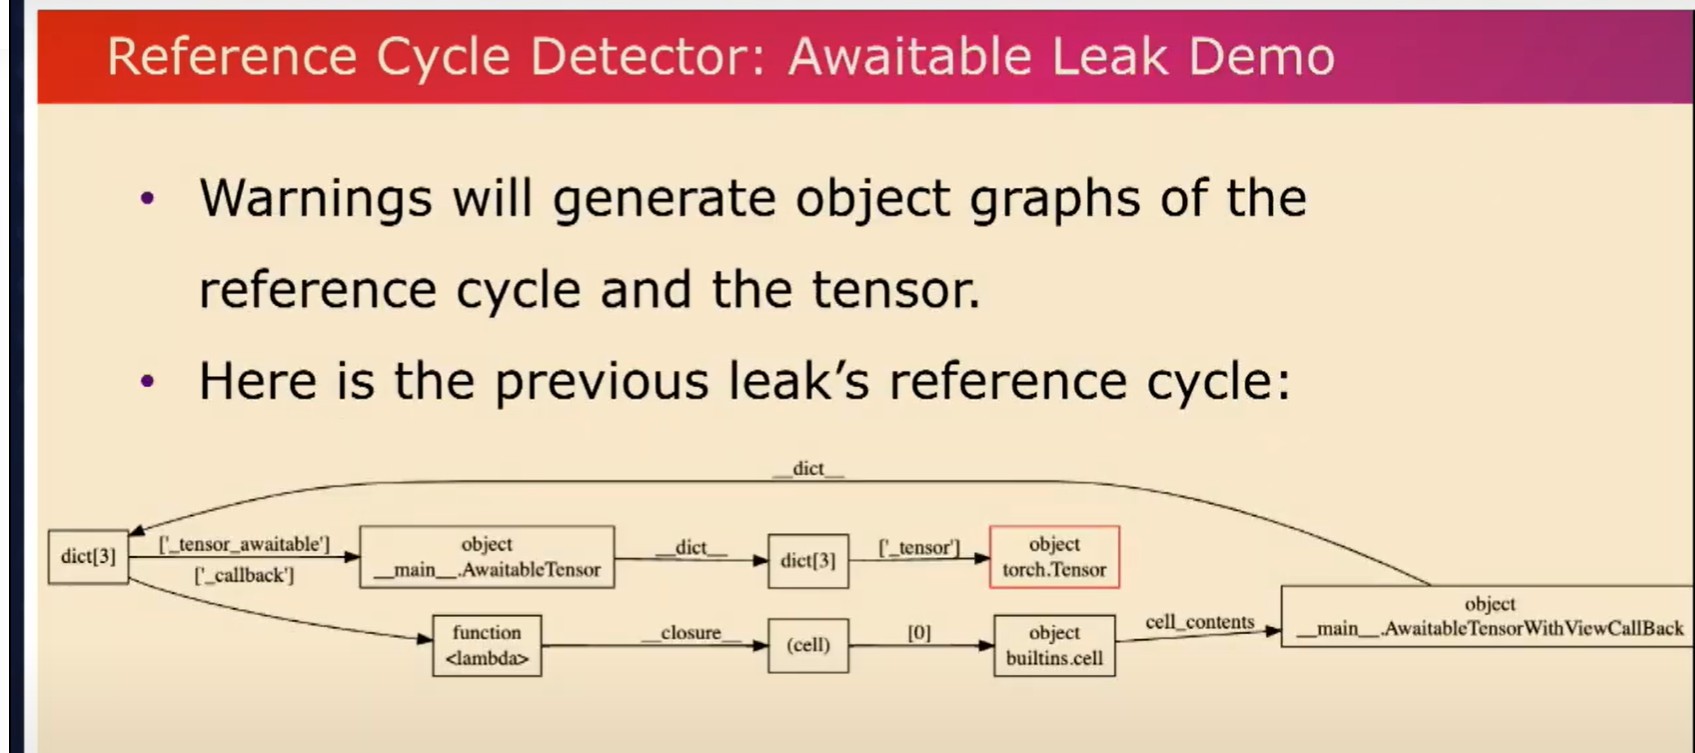 Reference Cycle Detector: Awaitable Leak Demo
• Warnings will generate object graphs of the
reference cycle and the tensor.
• Here is the previous leak’s reference cycle:
__dict__
dict[3]
['_tensor_awaitable']
['_callback']
object
__main__.AwaitableTensor
__dict__
dict[3]
['_tensor']
object
torch.Tensor
function
<lambda>
__closure__
(cell)
[0]
object
builtins.cell
cell_contents
object
__main__.AwaitableTensorWithViewCallBack